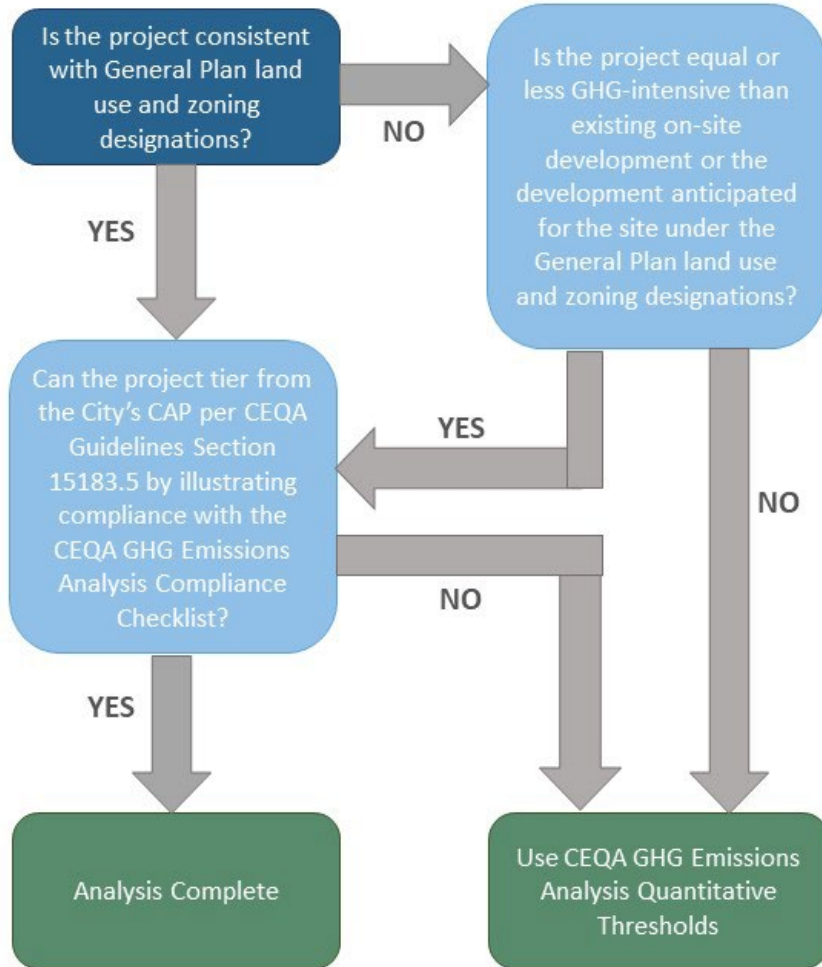 Is the project consistent
with General Plan land
use and zoning
designations?
NO
Is the project equal or
less GHG-intensive than
existing on-site
development or the
development anticipated
for the site under the
General Plan land use
and zoning designations?
YES
Can the project tier from
the City's CAP per CEQA
Guidelines Section
15183.5 by illustrating
compliance with the
CEQA GHG Emissions
Analysis Compliance
Checklist?
YES
NO
NO
YES
Analysis Complete
Use CEQA GHG Emissions
Analysis Quantitative
Thresholds